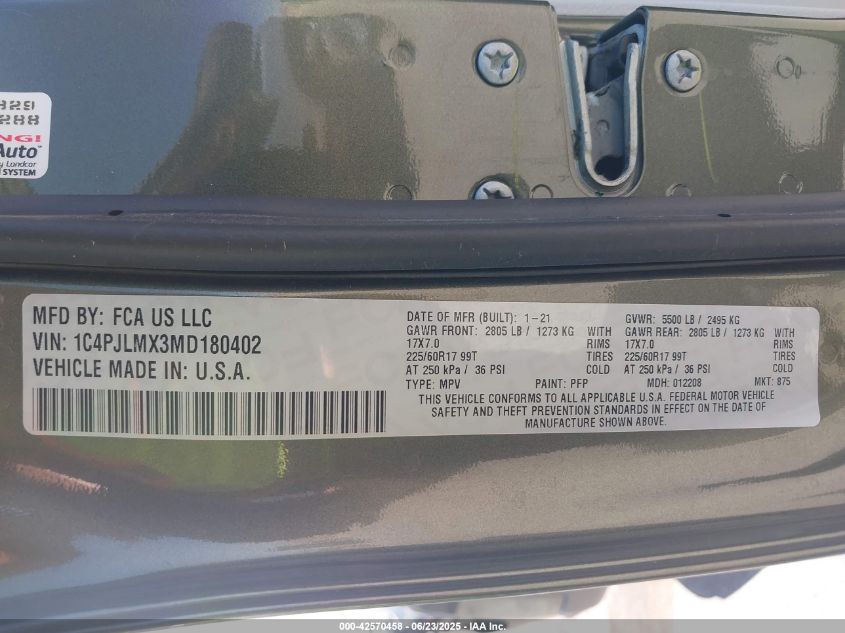 829
288
NGI
Auto™
y Landcar
SYSTEM
MFD BY: FCA US LLC
VIN: 1C4PJLMX3MD180402
VEHICLE MADE IN: U.S.A.
DATE OF MFR (BUILT): 1-21 GVWR: 5500 LB / 2495 KG
GAWR FRONT: 2805 LB / 1273 KG WITH GAWR REAR: 2805 LB / 1273 KG WITH
17X7.0 RIMS 17X7.0 RIMS
225/60R17 99T TIRES 225/60R17 99T TIRES
AT 250 kPa / 36 PSI COLD AT 250 kPa / 36 PSI COLD
TYPE: MPV PAINT: PFP MDH: 012208 MKT: 875
THIS VEHICLE CONFORMS TO ALL APPLICABLE U.S.A. FEDERAL MOTOR VEHICLE
SAFETY AND THEFT PREVENTION STANDARDS IN EFFECT ON THE DATE OF
MANUFACTURE SHOWN ABOVE.
000-42570458 - 06/23/2025 - IAA Inc.